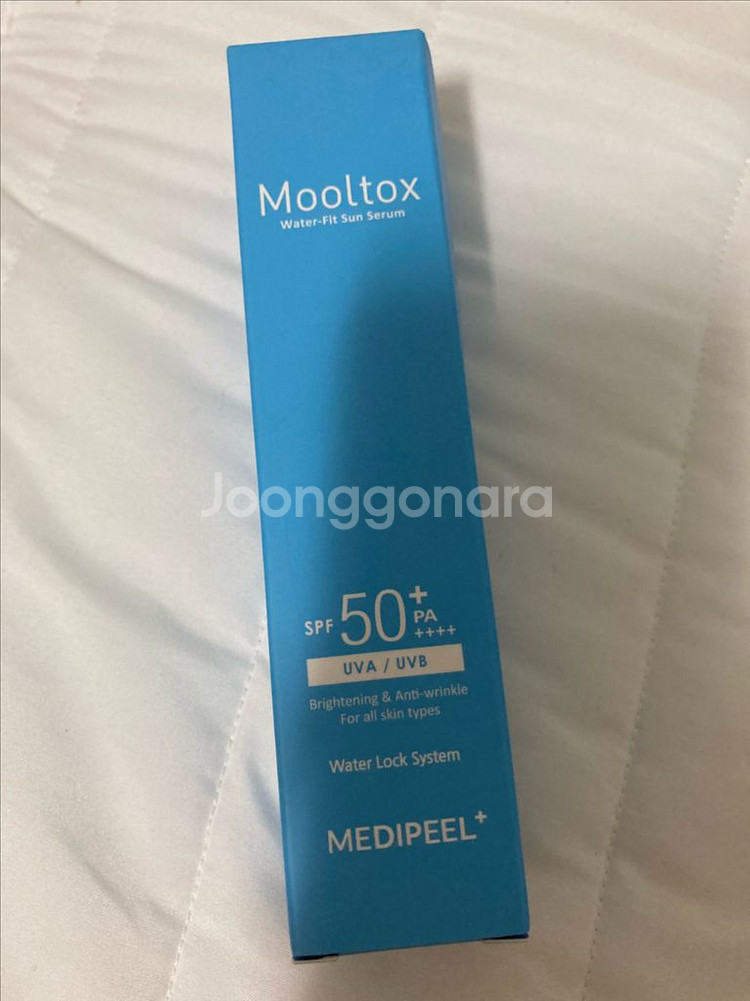 Mooltox
Water-Fit Sun Serum
Joonggonara
SPF 50+ PA ++++
UVA / UVB
Brightening & Anti-wrinkle
For all skin types
Water Lock System
MEDIPEEL+